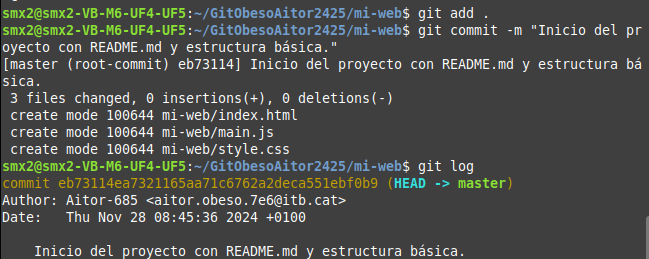 smx2@smx2-VB-M6-UF4-UF5:~/GitObesoAitor2425/mi-web$ git add .
smx2@smx2-VB-M6-UF4-UF5:~/GitObesoAitor2425/mi-web$ git commit -m "Inicio del pr
oyecto con README.md y estructura básica."
[master (root-commit) eb73114] Inicio del proyecto con README.md y estructura bá
sica.
 3 files changed, 0 insertions(+), 0 deletions(-)
 create mode 100644 mi-web/index.html
 create mode 100644 mi-web/main.js
 create mode 100644 mi-web/style.css
smx2@smx2-VB-M6-UF4-UF5:~/GitObesoAitor2425/mi-web$ git log
commit eb73114ea7321165aa71c6762a2deca551ebf0b9 (HEAD -> master)
Author: Aitor-685 <aitor.obeso.7e6@itb.cat>
Date:   Thu Nov 28 08:45:36 2024 +0100

    Inicio del proyecto con README.md y estructura básica.